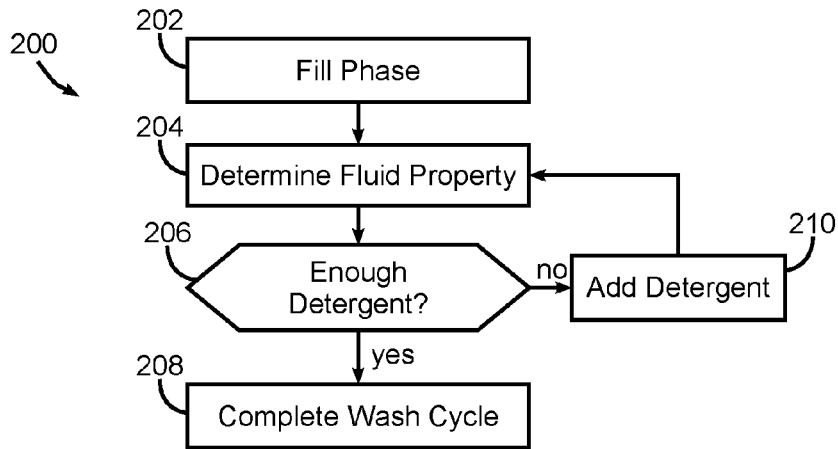 200
202
Fill Phase
204
Determine Fluid Property
206
Enough
Detergent?
no
210
Add Detergent
yes
208
Complete Wash Cycle